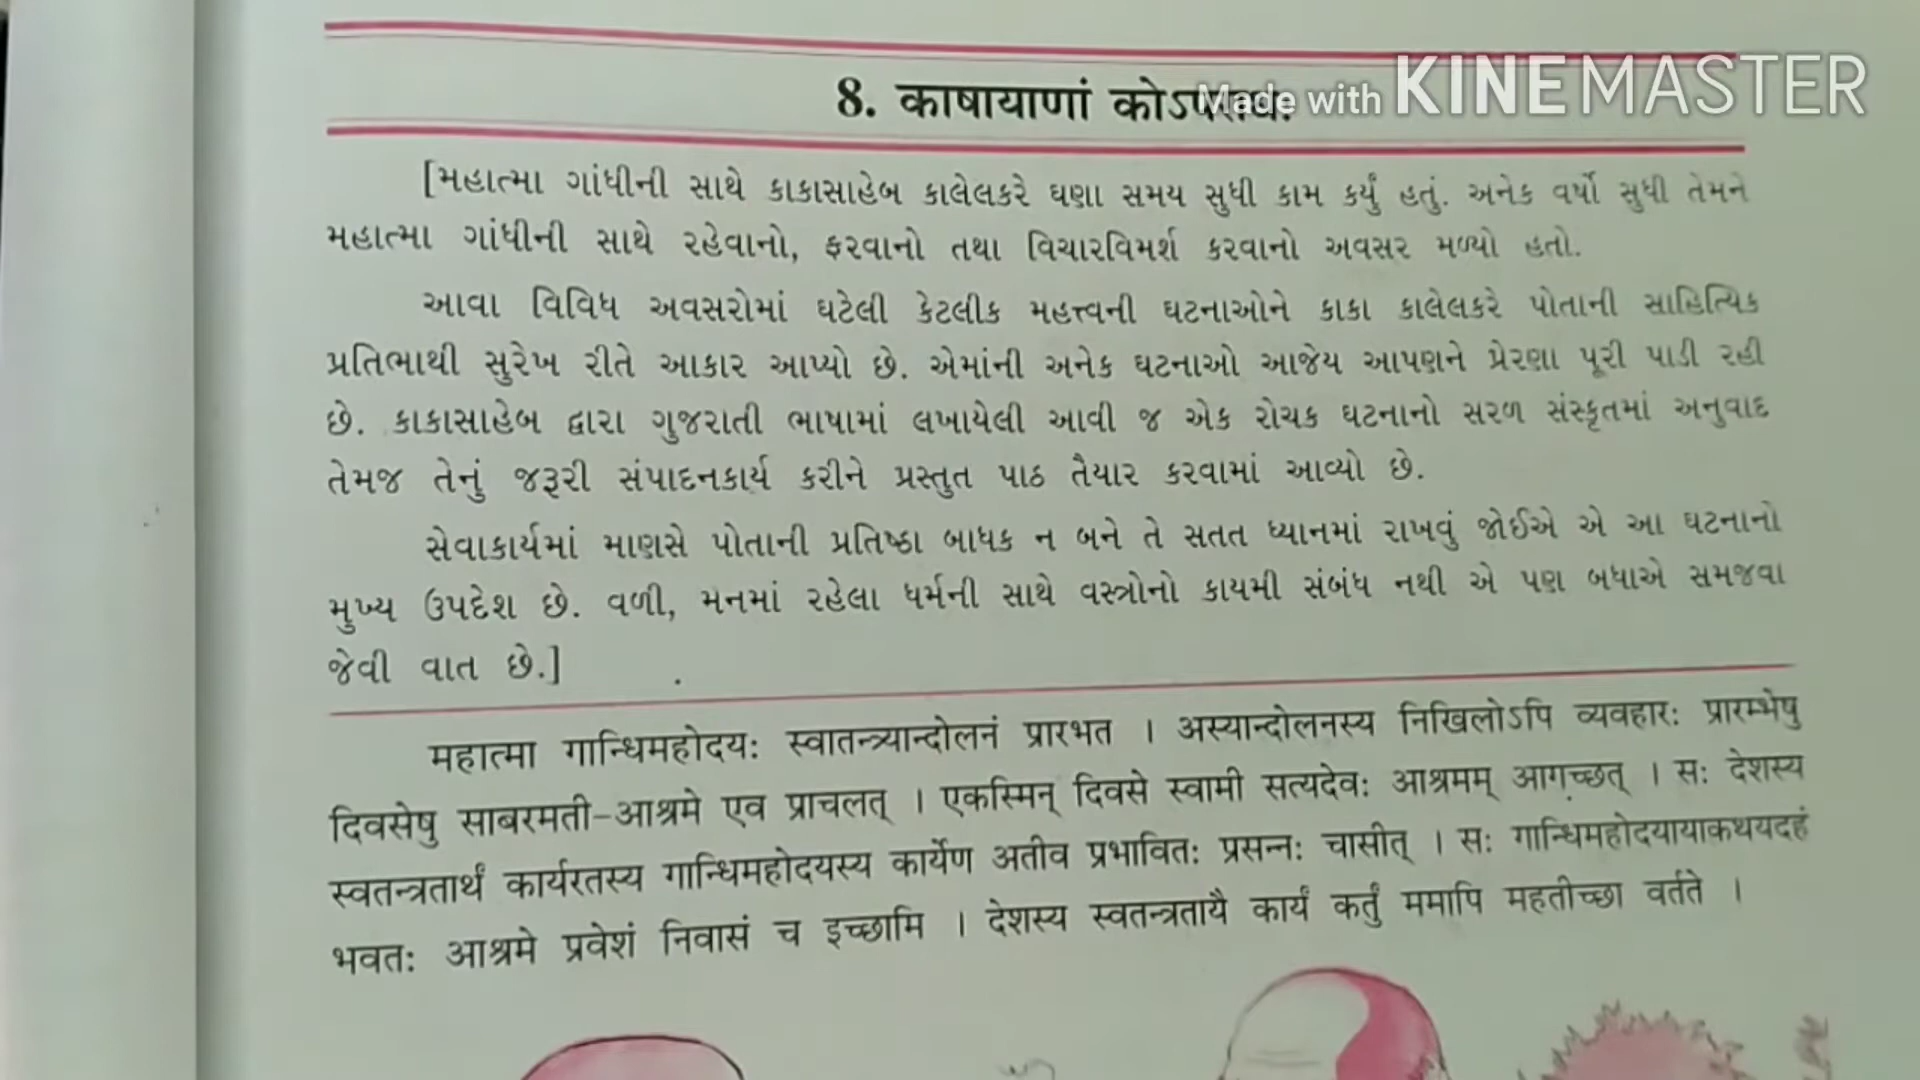 8. काषायाणां कोऽपराधः
Made with KINEMASTER
[મહાત્મા ગાંધીની સાથે કાકાસાહેબ કાલેલકરે ઘણા સમય સુધી કામ કર્યું હતું. અનેક વર્ષો સુધી તેમને
મહાત્મા ગાંધીની સાથે રહેવાનો, ફરવાનો તથા વિચારવિમર્શ કરવાનો અવસર મળ્યો હતો.
આવા વિવિધ અવસરોમાં ઘટેલી કેટલીક મહત્ત્વની ઘટનાઓને કાકા કાલેલકરે પોતાની સાહિત્યિક
પ્રતિભાથી સુરેખ રીતે આકાર આપ્યો છે. એમાંની અનેક ઘટનાઓ આજેય આપણને પ્રેરણા પૂરી પાડી રહી
છે. કાકાસાહેબ દ્વારા ગુજરાતી ભાષામાં લખાયેલી આવી જ એક રોચક ઘટનાનો સરળ સંસ્કૃતમાં અનુવાદ
તેમજ તેનું જરૂરી સંપાદનકાર્ય કરીને પ્રસ્તુત પાઠ તૈયાર કરવામાં આવ્યો છે.
સેવાકાર્યમાં માણસે પોતાની પ્રતિષ્ઠા બાધક ન બને તે સતત ધ્યાનમાં રાખવું જોઈએ એ આ ઘટનાનો
મુખ્ય ઉપદેશ છે. વળી, મનમાં રહેલા ધર્મની સાથે વસ્ત્રોનો કાયમી સંબંધ નથી એ પણ બધાએ સમજવા
જેવી વાત છે.]
महात्मा गान्धिमहोदयः स्वातन्त्र्यान्दोलनं प्रारभत । अस्यान्दोलनस्य निखिलोऽपि व्यवहारः प्रारम्भेषु
दिवसेषु साबरमती-आश्रमे एव प्राचलत् । एकस्मिन् दिवसे स्वामी सत्यदेवः आश्रमम् आगच्छत् । सः देशस्य
स्वतन्त्रतार्थं कार्यरतस्य गान्धिमहोदयस्य कार्येण अतीव प्रभावितः प्रसन्नः चासीत् । सः गान्धिमहोदयायाकथयदहं
भवतः आश्रमे प्रवेशं निवासं च इच्छामि । देशस्य स्वतन्त्रतायै कार्यं कर्तुं ममापि महतीच्छा वर्तते ।